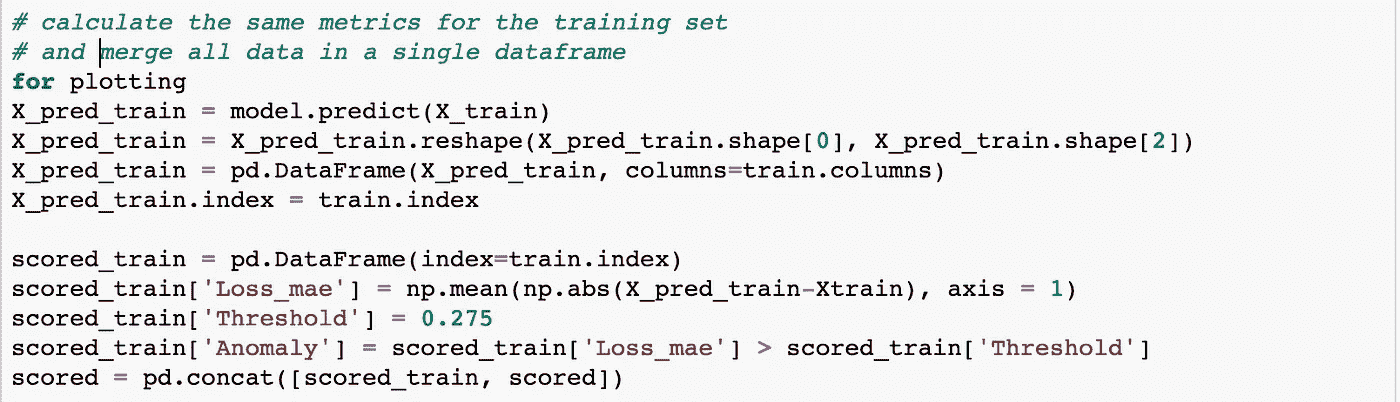 # calculate the same metrics for the training set
# and merge all data in a single dataframe
for plotting
X_pred_train = model.predict(X_train)
X_pred_train = X_pred_train.reshape(X_pred_train.shape[0], X_pred_train.shape[2])
X_pred_train = pd.DataFrame(X_pred_train, columns=train.columns)
X_pred_train.index = train.index

scored_train = pd.DataFrame(index=train.index)
scored_train['Loss_mae'] = np.mean(np.abs(X_pred_train-Xtrain), axis = 1)
scored_train['Threshold'] = 0.275
scored_train['Anomaly'] = scored_train['Loss_mae'] > scored_train['Threshold']
scored = pd.concat([scored_train, scored])